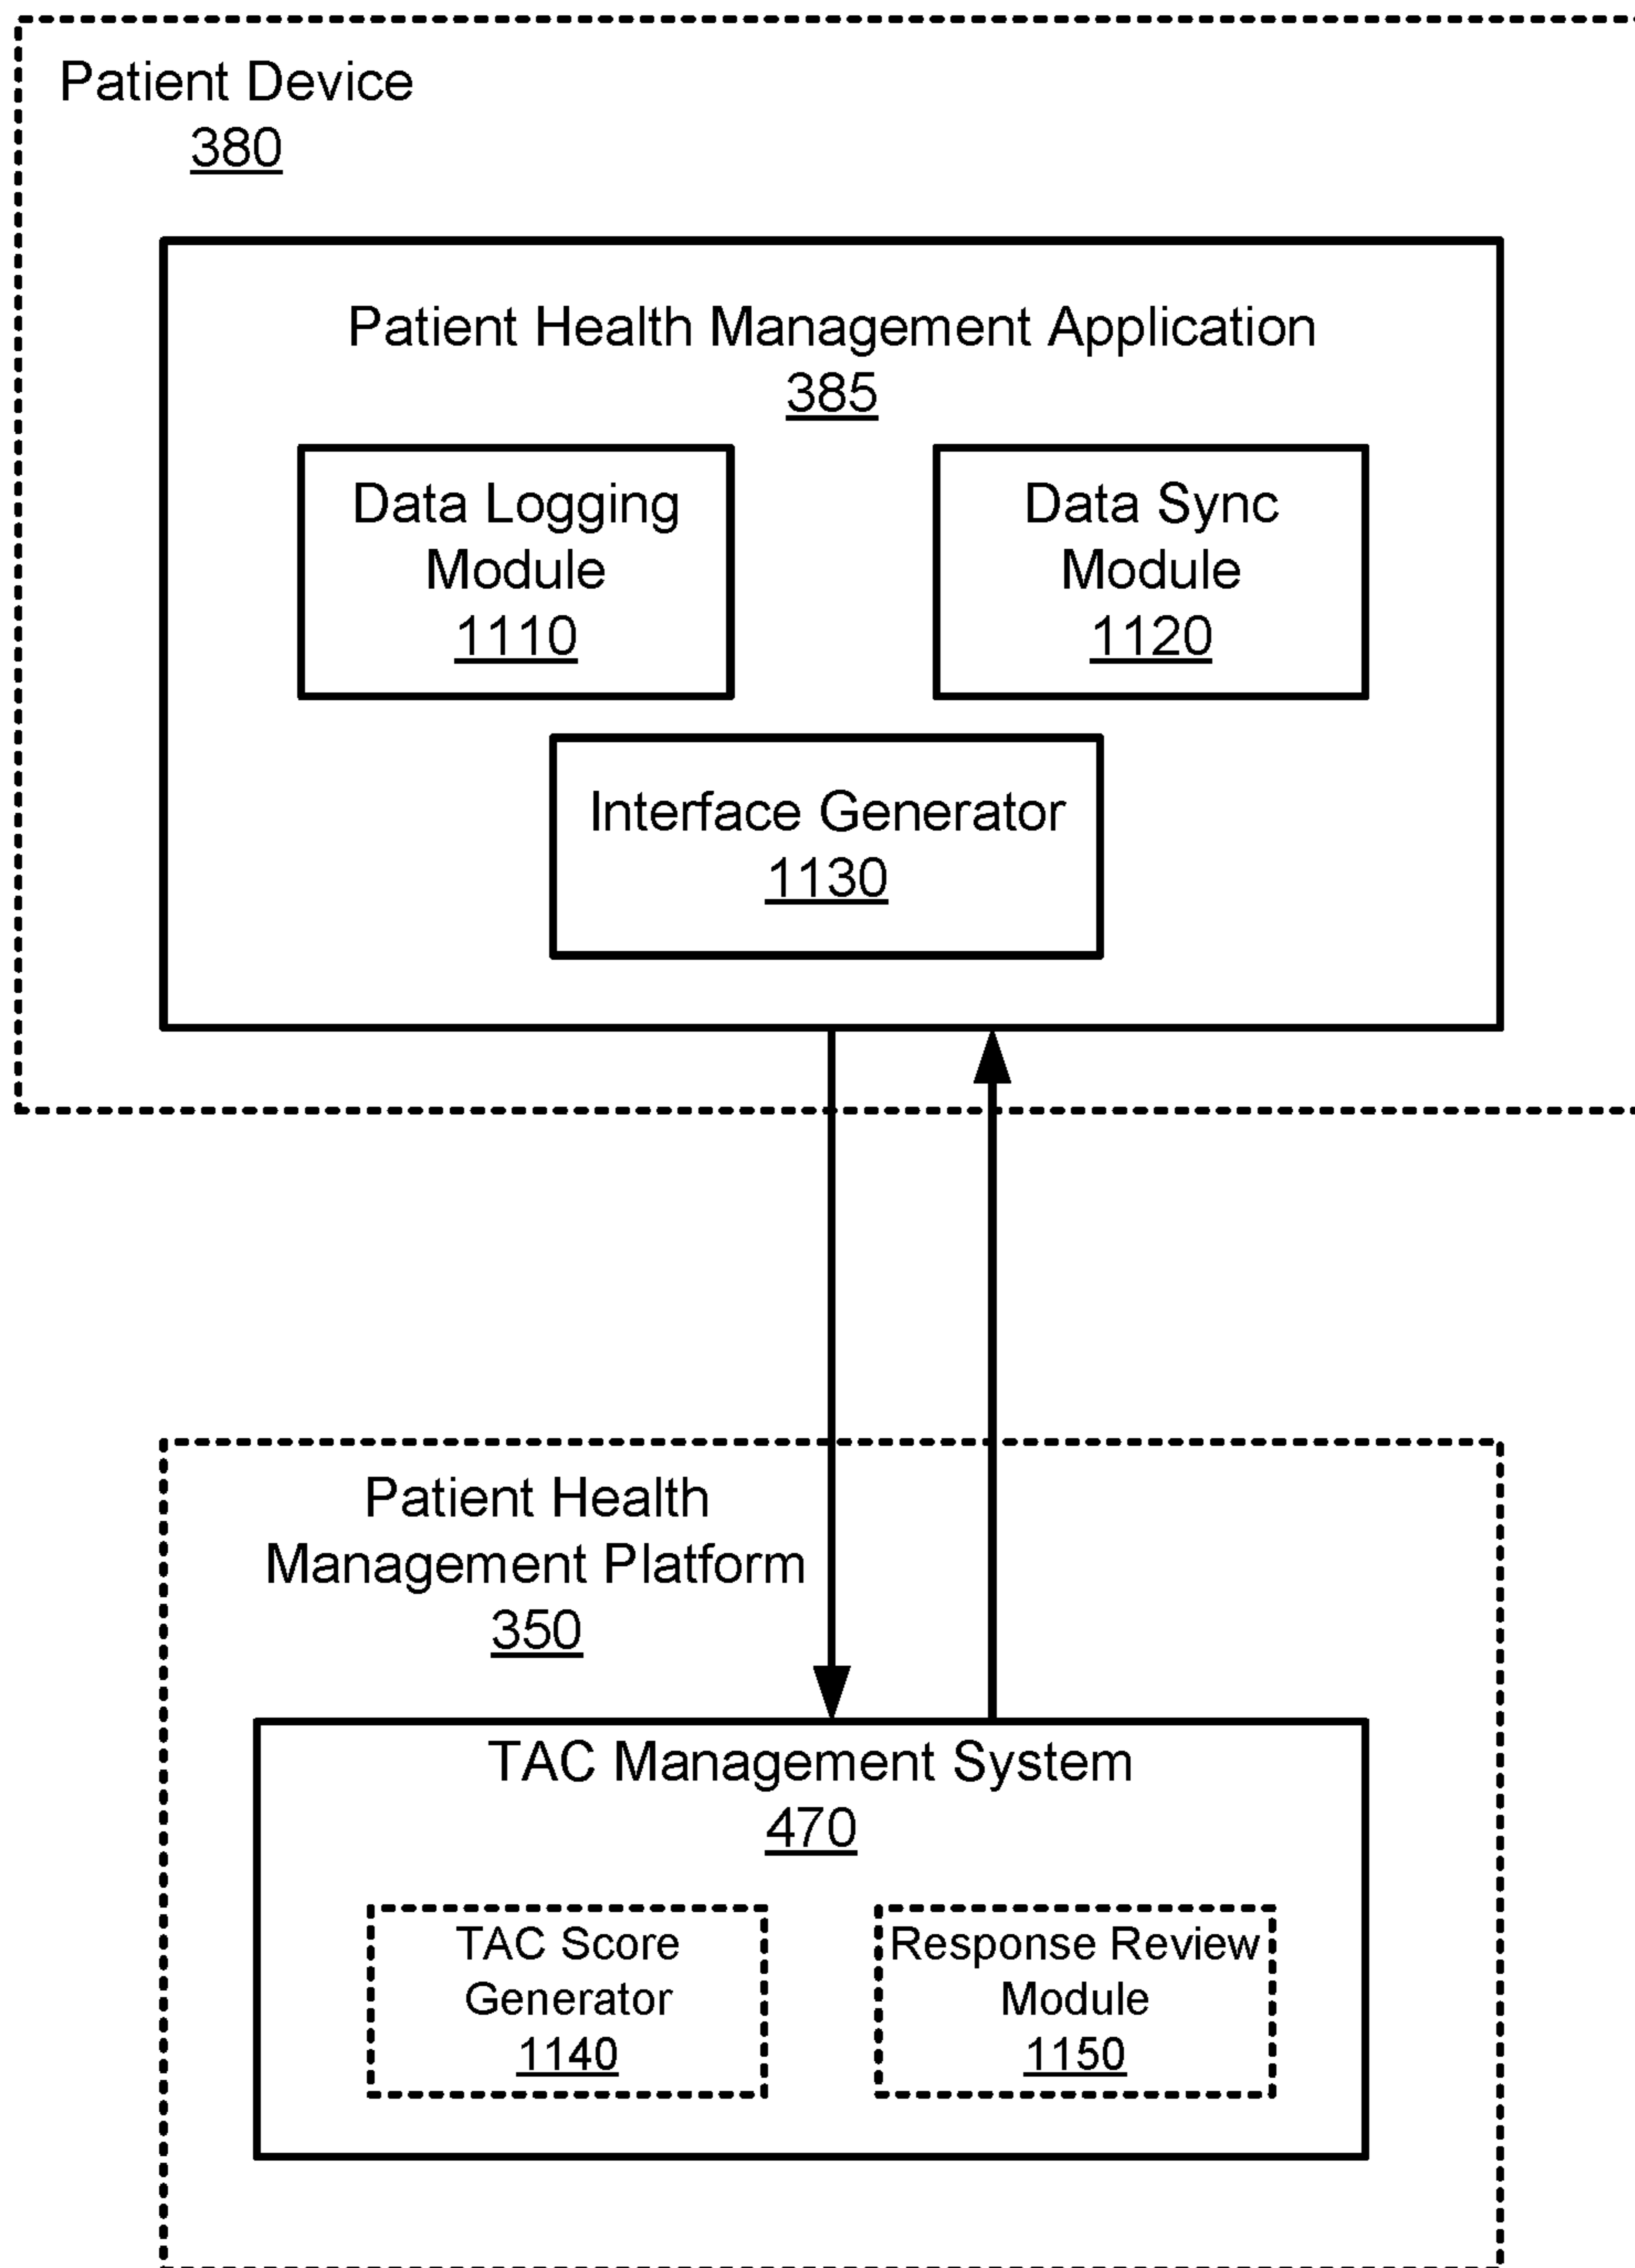 Patient Device
380
Patient Health Management Application
385
Data Logging
Module
1110
Data Sync
Module
1120
Interface Generator
1130
Patient Health
Management Platform
350
TAC Management System
470
TAC Score
Generator
1140
Response Review
Module
1150